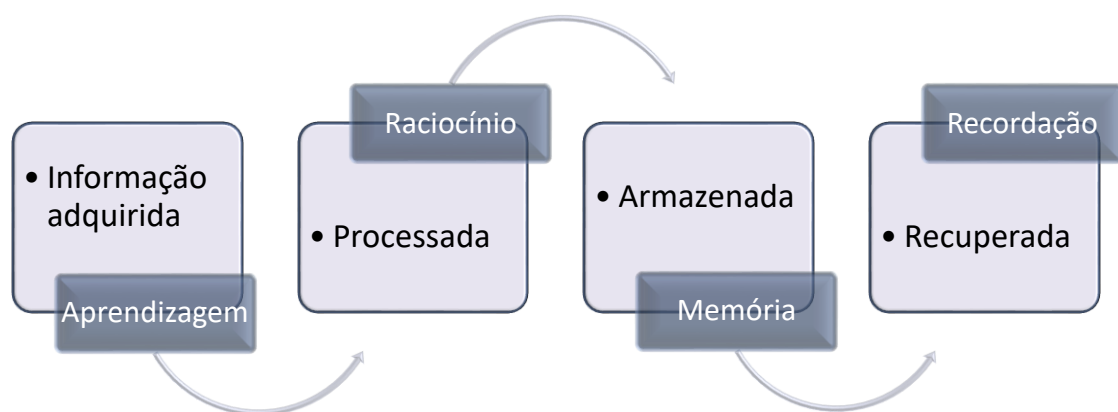 • Informação
adquirida
Aprendizagem
Raciocínio
• Processada
• Armazenada
Memória
Recordação
• Recuperada